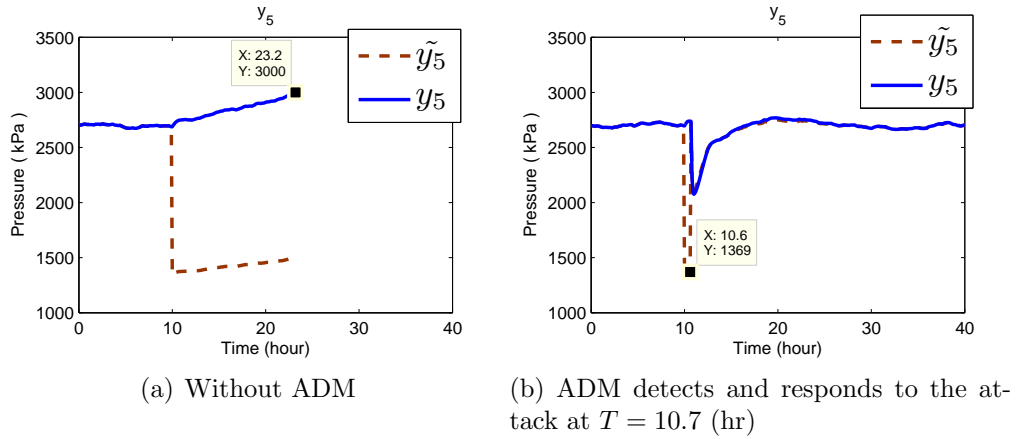 y5
3500
3000
2500
2000
1500
1000
Pressure ( kPa )
0
10
20
30
40
Time (hour)
X: 23.2
Y: 3000
ỹ5
y5
(a) Without ADM
y5
3500
3000
2500
2000
1500
1000
Pressure ( kPa )
0
10
20
30
40
Time (hour)
X: 10.6
Y: 1369
ỹ5
y5
(b) ADM detects and responds to the at-
tack at T = 10.7 (hr)